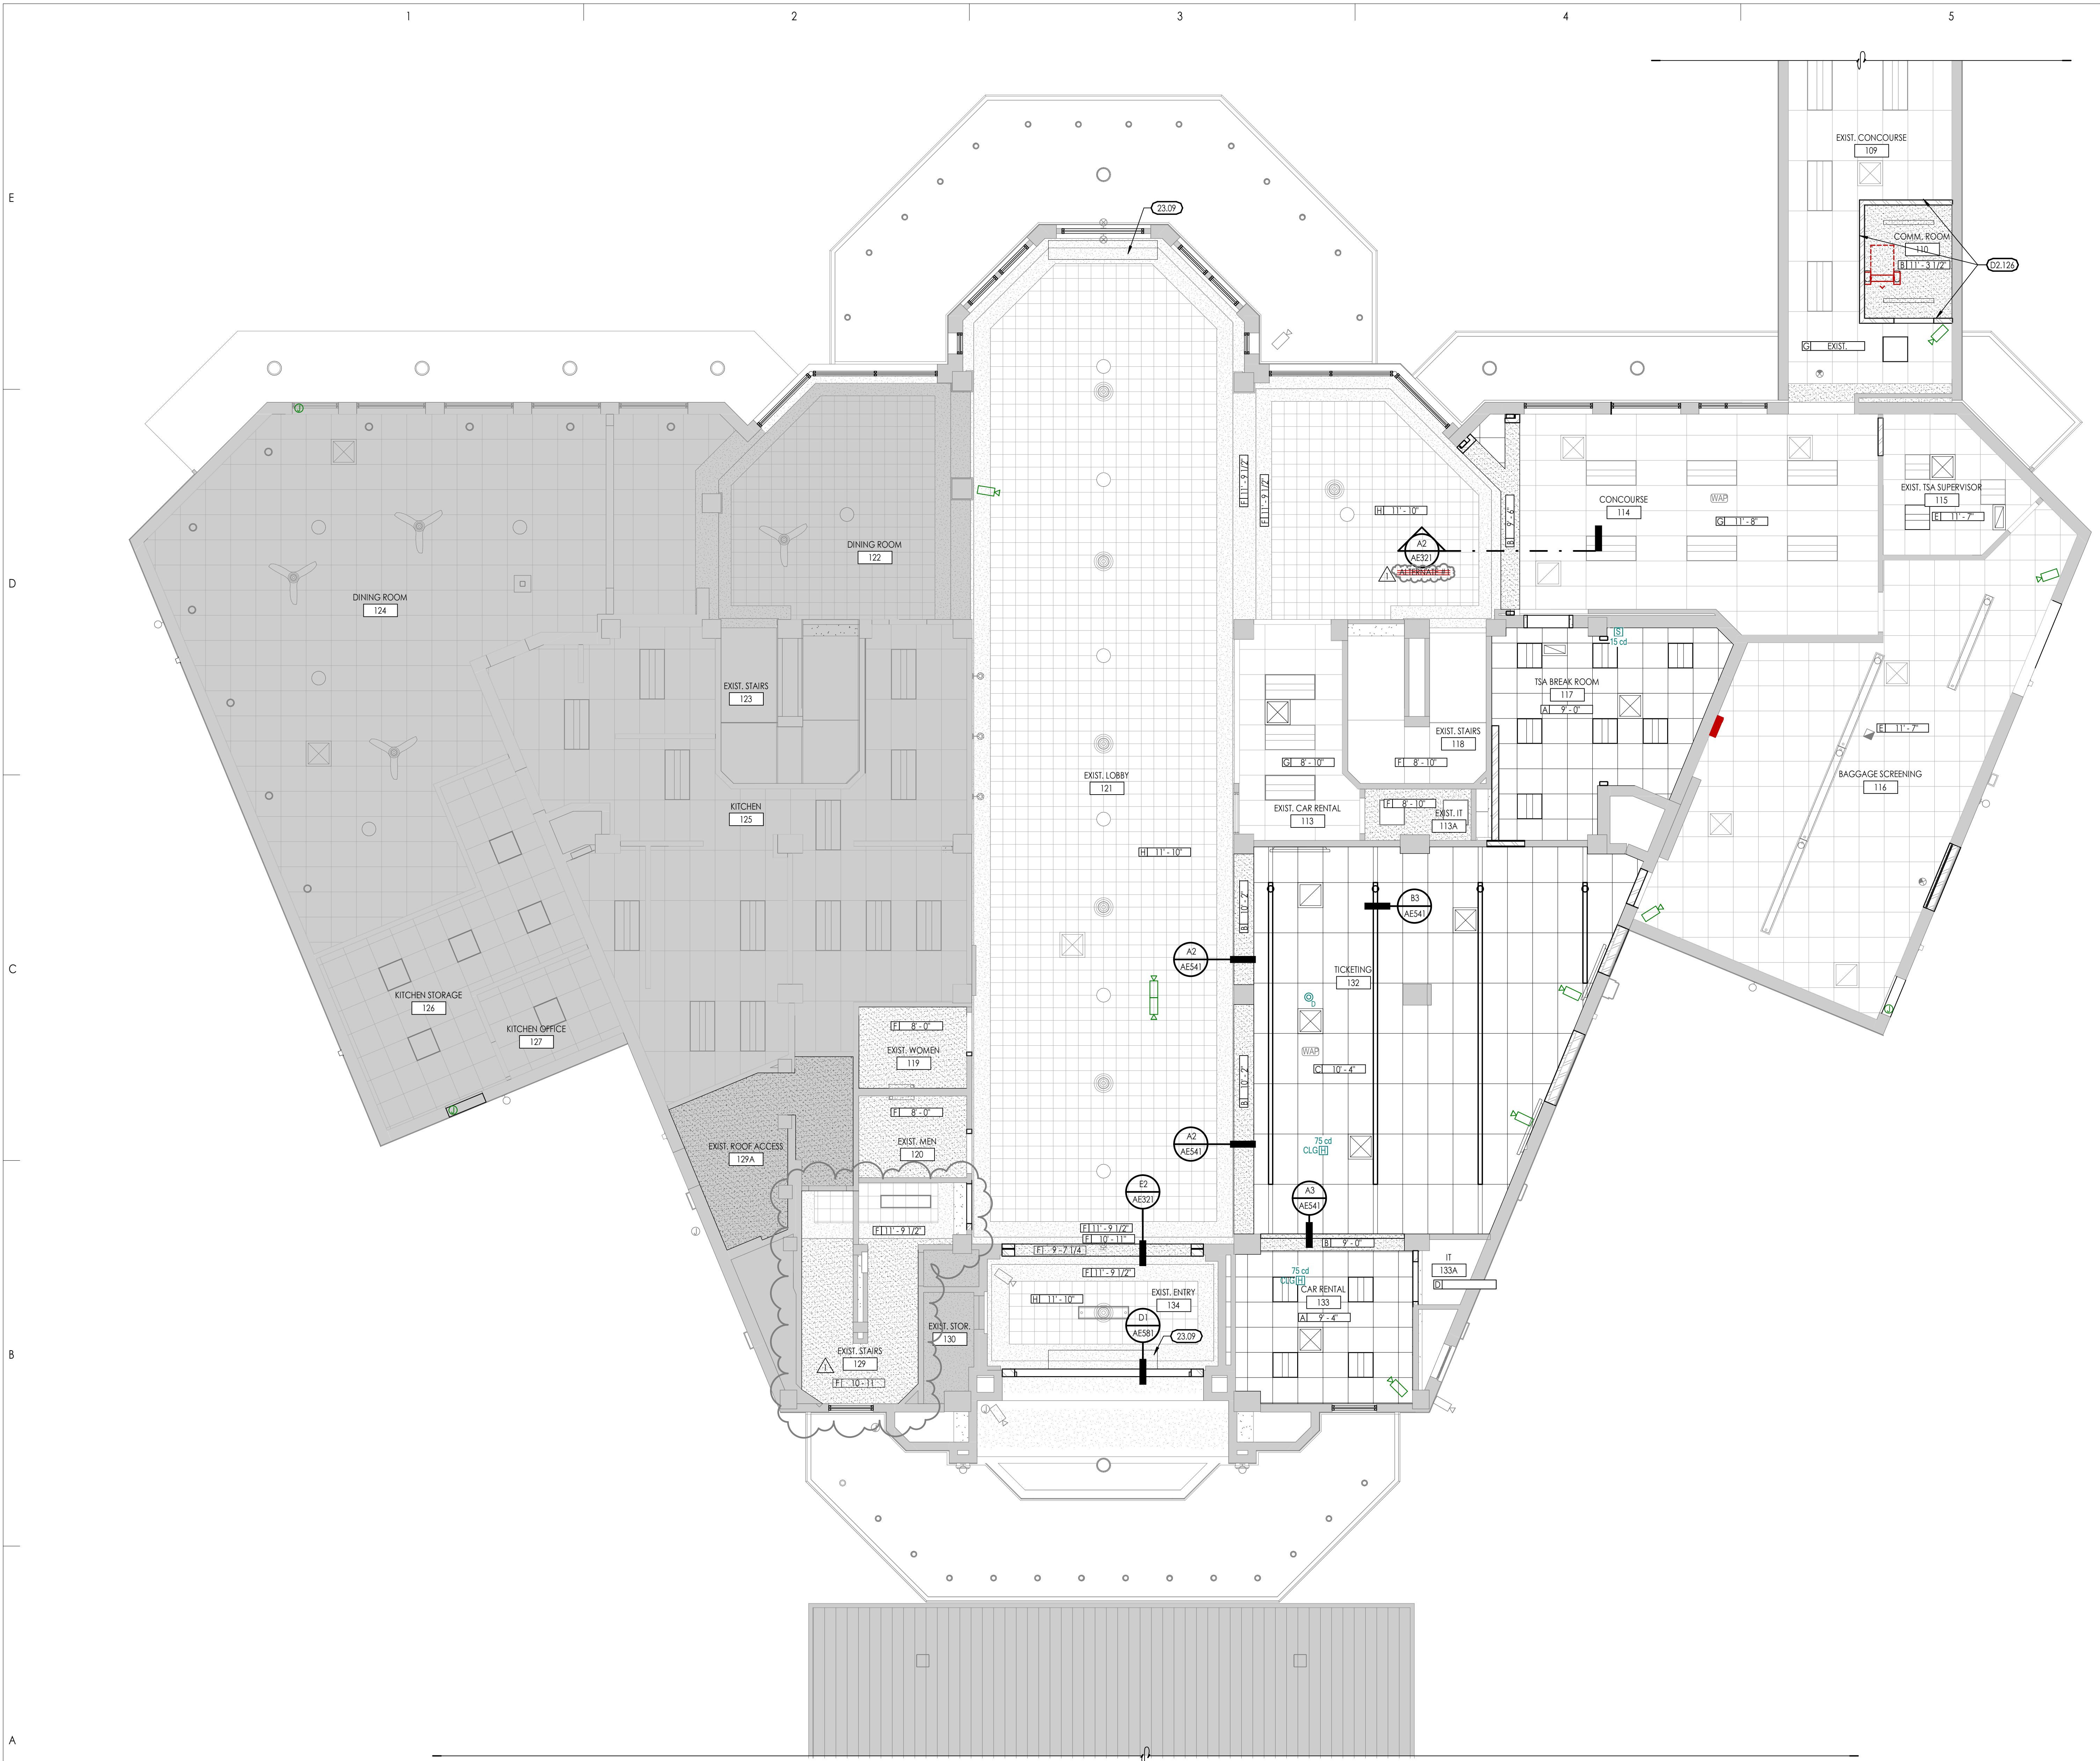 1
2
3
4
5
E
D
C
B
A
EXIST. CONCOURSE
109
23.09
COMM. ROOM
110
B 11' - 3 1/2"
D2.126
G EXIST.
F 11' - 9 1/2"
F 11' - 9 1/2"
H 11' - 10"
B 9' - 6"
CONCOURSE
114
WAP
G 11' - 8"
EXIST. TSA SUPERVISOR
115
E 11' - 7"
A2
AE321
1
ALTERNATE #1
DINING ROOM
122
DINING ROOM
124
S
15 cd
EXIST. STAIRS
123
TSA BREAK ROOM
117
A 9' - 0"
EXIST. STAIRS
118
G 8' - 10"
F 8' - 10"
E 11' - 7"
BAGGAGE SCREENING
116
EXIST. LOBBY
121
KITCHEN
125
EXIST. CAR RENTAL
113
F 8' - 10"
EXIST. IT
113A
H 11' - 10"
B 10' - 2"
B3
AE541
A2
AE541
TICKETING
132
D
KITCHEN STORAGE
126
KITCHEN OFFICE
127
F 8' - 0"
EXIST. WOMEN
119
WAP
C 10' - 4"
B 10' - 2"
F 8' - 0"
EXIST. MEN
120
EXIST. ROOF ACCESS
129A
A2
AE541
75 cd
CLG H
E2
AE321
A3
AE541
F 11' - 9 1/2"
F 11' - 9 1/2"
F 10' - 11"
F 9 - 7 1/4
B 9' - 0"
F 11' - 9 1/2"
75 cd
CLG H
IT
133A
D
CAR RENTAL
133
A 9' - 4"
H 11' - 10"
EXIST. ENTRY
134
D1
AE581
23.09
EXIST. STOR.
130
EXIST. STAIRS
129
1
F 10 - 11
J
J
J
J
J
J